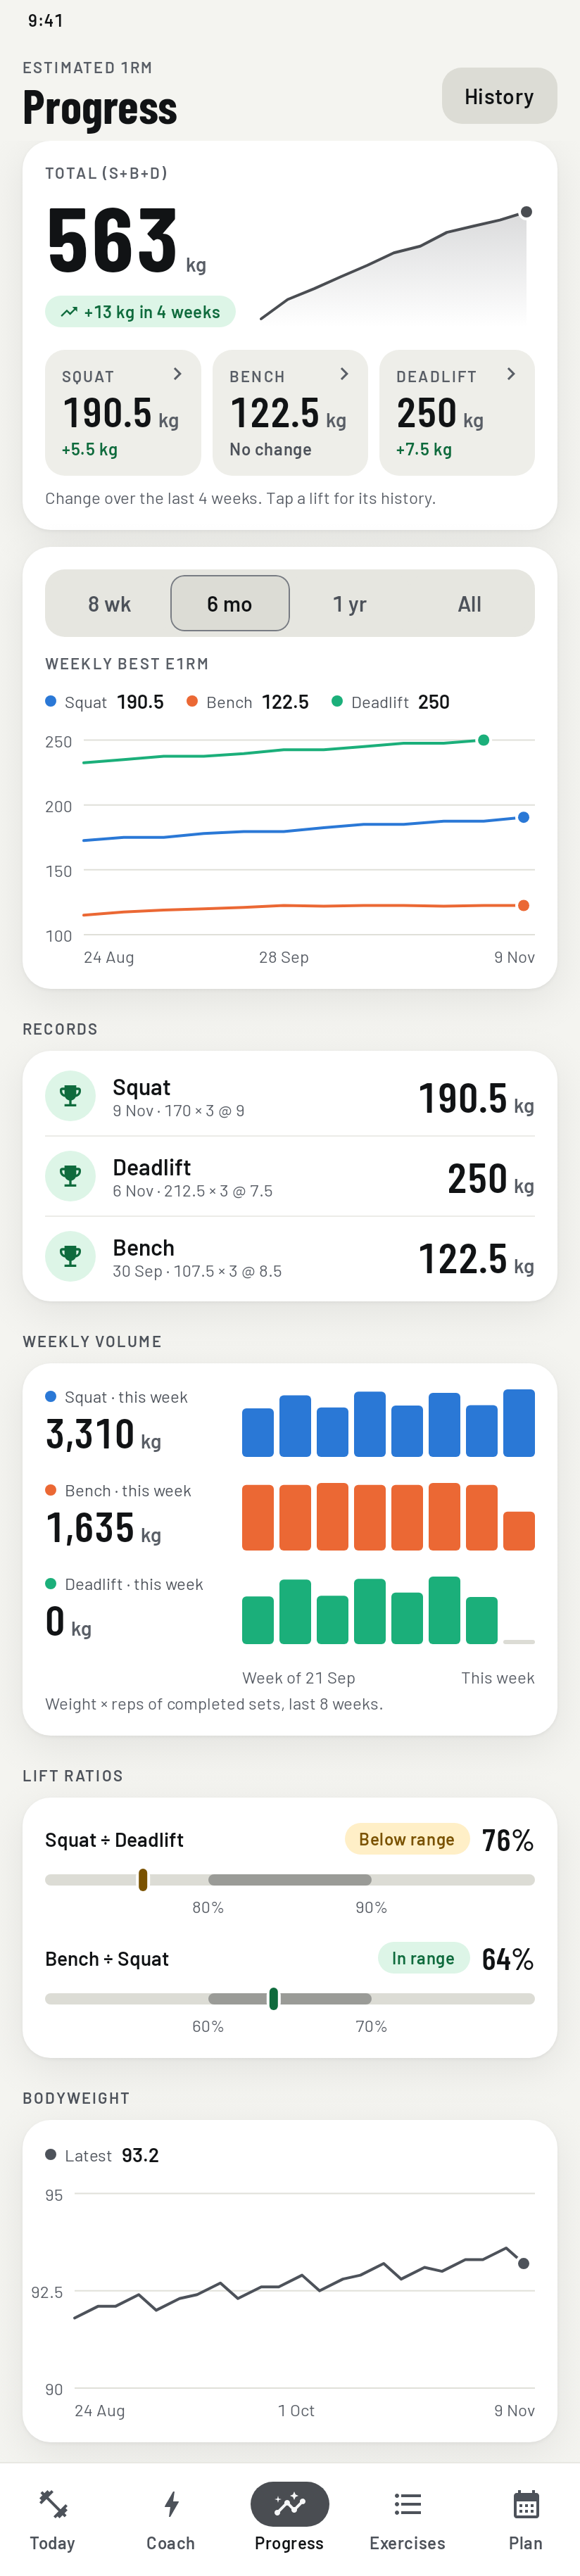 9:41
ESTIMATED 1RM
Progress
History
TOTAL (S+B+D)
563 kg
+13 kg in 4 weeks
SQUAT
190.5 kg
+5.5 kg
BENCH
122.5 kg
No change
DEADLIFT
250 kg
+7.5 kg
Change over the last 4 weeks. Tap a lift for its history.
8 wk
6 mo
1 yr
All
WEEKLY BEST E1RM
Squat 190.5
Bench 122.5
Deadlift 250
250
200
150
100
24 Aug
28 Sep
9 Nov
RECORDS
Squat
9 Nov · 170 × 3 @ 9
190.5 kg
Deadlift
6 Nov · 212.5 × 3 @ 7.5
250 kg
Bench
30 Sep · 107.5 × 3 @ 8.5
122.5 kg
WEEKLY VOLUME
Squat · this week
3,310 kg
Bench · this week
1,635 kg
Deadlift · this week
0 kg
Week of 21 Sep
This week
Weight × reps of completed sets, last 8 weeks.
LIFT RATIOS
Squat ÷ Deadlift
Below range
76%
80%
90%
Bench ÷ Squat
In range
64%
60%
70%
BODYWEIGHT
Latest 93.2
95
92.5
90
24 Aug
1 Oct
9 Nov
Today
Coach
Progress
Exercises
Plan